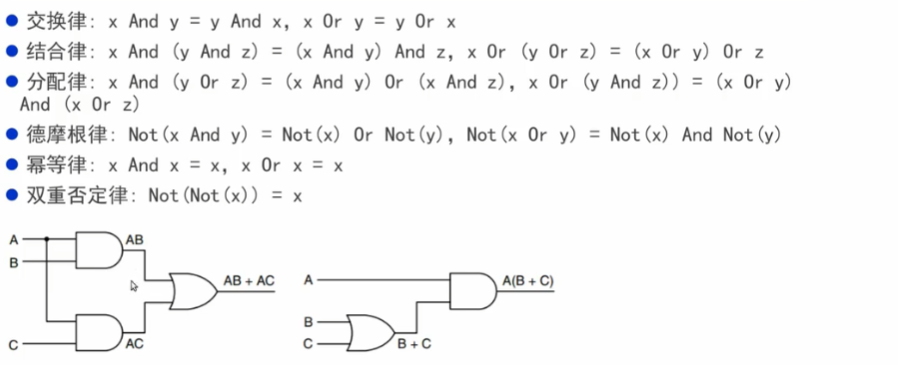 ● 交换律: x And y = y And x, x Or y = y Or x
● 结合律: x And (y And z) = (x And y) And z, x Or (y Or z) = (x Or y) Or z
● 分配律: x And (y Or z) = (x And y) Or (x And z), x Or (y And z)) = (x Or y)
And (x Or z)
● 德摩根律: Not(x And y) = Not(x) Or Not(y), Not(x Or y) = Not(x) And Not(y)
● 幂等律: x And x = x, x Or x = x
● 双重否定律: Not(Not(x)) = x
A
B
AB
AB + AC
C
AC
A
A(B + C)
B
C
B + C